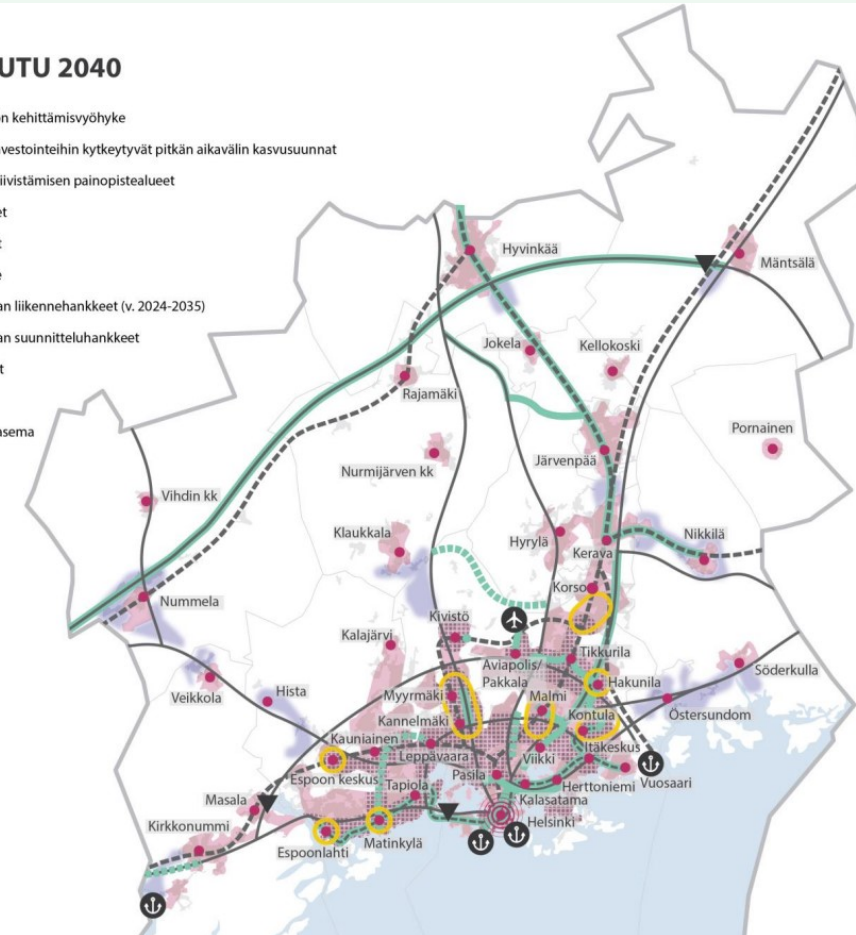 UTU 2040
on kehittämisvyöhyke
nvestointeihin kytkeytyvät pitkän aikavälin kasvusuunnat
iivistämisen painopistealueet
et
t
e
an liikennehankkeet (v. 2024-2035)
an suunnitteluhankkeet
et
asema
Hyvinkää
Mäntsälä
Jokela
Kellokoski
Rajamäki
Pornainen
Järvenpää
Nurmijärven kk
Vihdin kk
Klaukkala
Hyrylä
Nikkilä
Kerava
Korso
Nummela
Kivistö
Kalajärvi
Tikkurila
Aviapolis/
Pakkala
Söderkulla
Veikkola
Hista
Myyrmäki
Malmi
Hakunila
Kannelmäki
Kontula
Östersundom
Kauniainen
Leppävaara
Viikki
Itäkeskus
Espoon keskus
Pasila
Herttoniemi
Vuosaari
Tapiola
Masala
Kalasatama
Kirkkonummi
Helsinki
Matinkylä
Espoonlahti